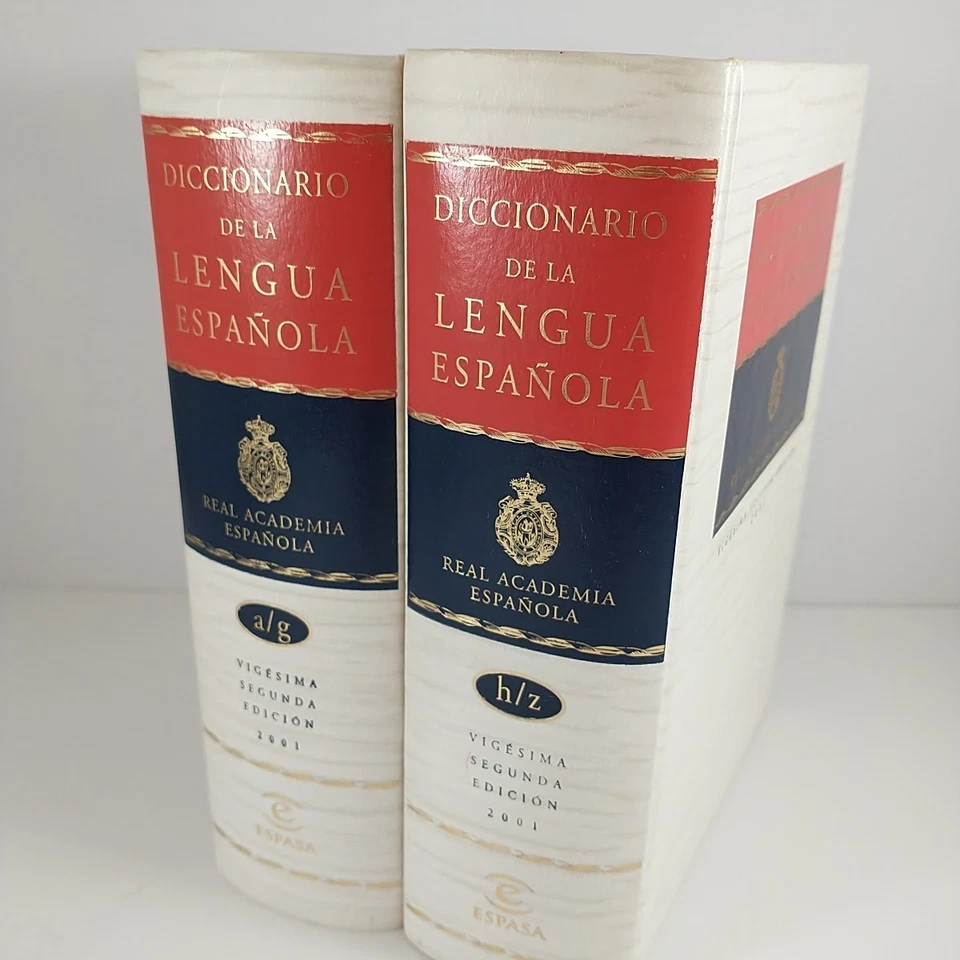 DICCIONARIO
DE LA
LENGUA
ESPAÑOLA
REAL ACADEMIA
ESPAÑOLA
a/g
VIGÉSIMA
SEGUNDA
EDICIÓN
2001
ESPASA
DICCIONARIO
DE LA
LENGUA
ESPAÑOLA
REAL ACADEMIA
ESPAÑOLA
h/z
VIGÉSIMA
SEGUNDA
EDICIÓN
2001
ESPASA